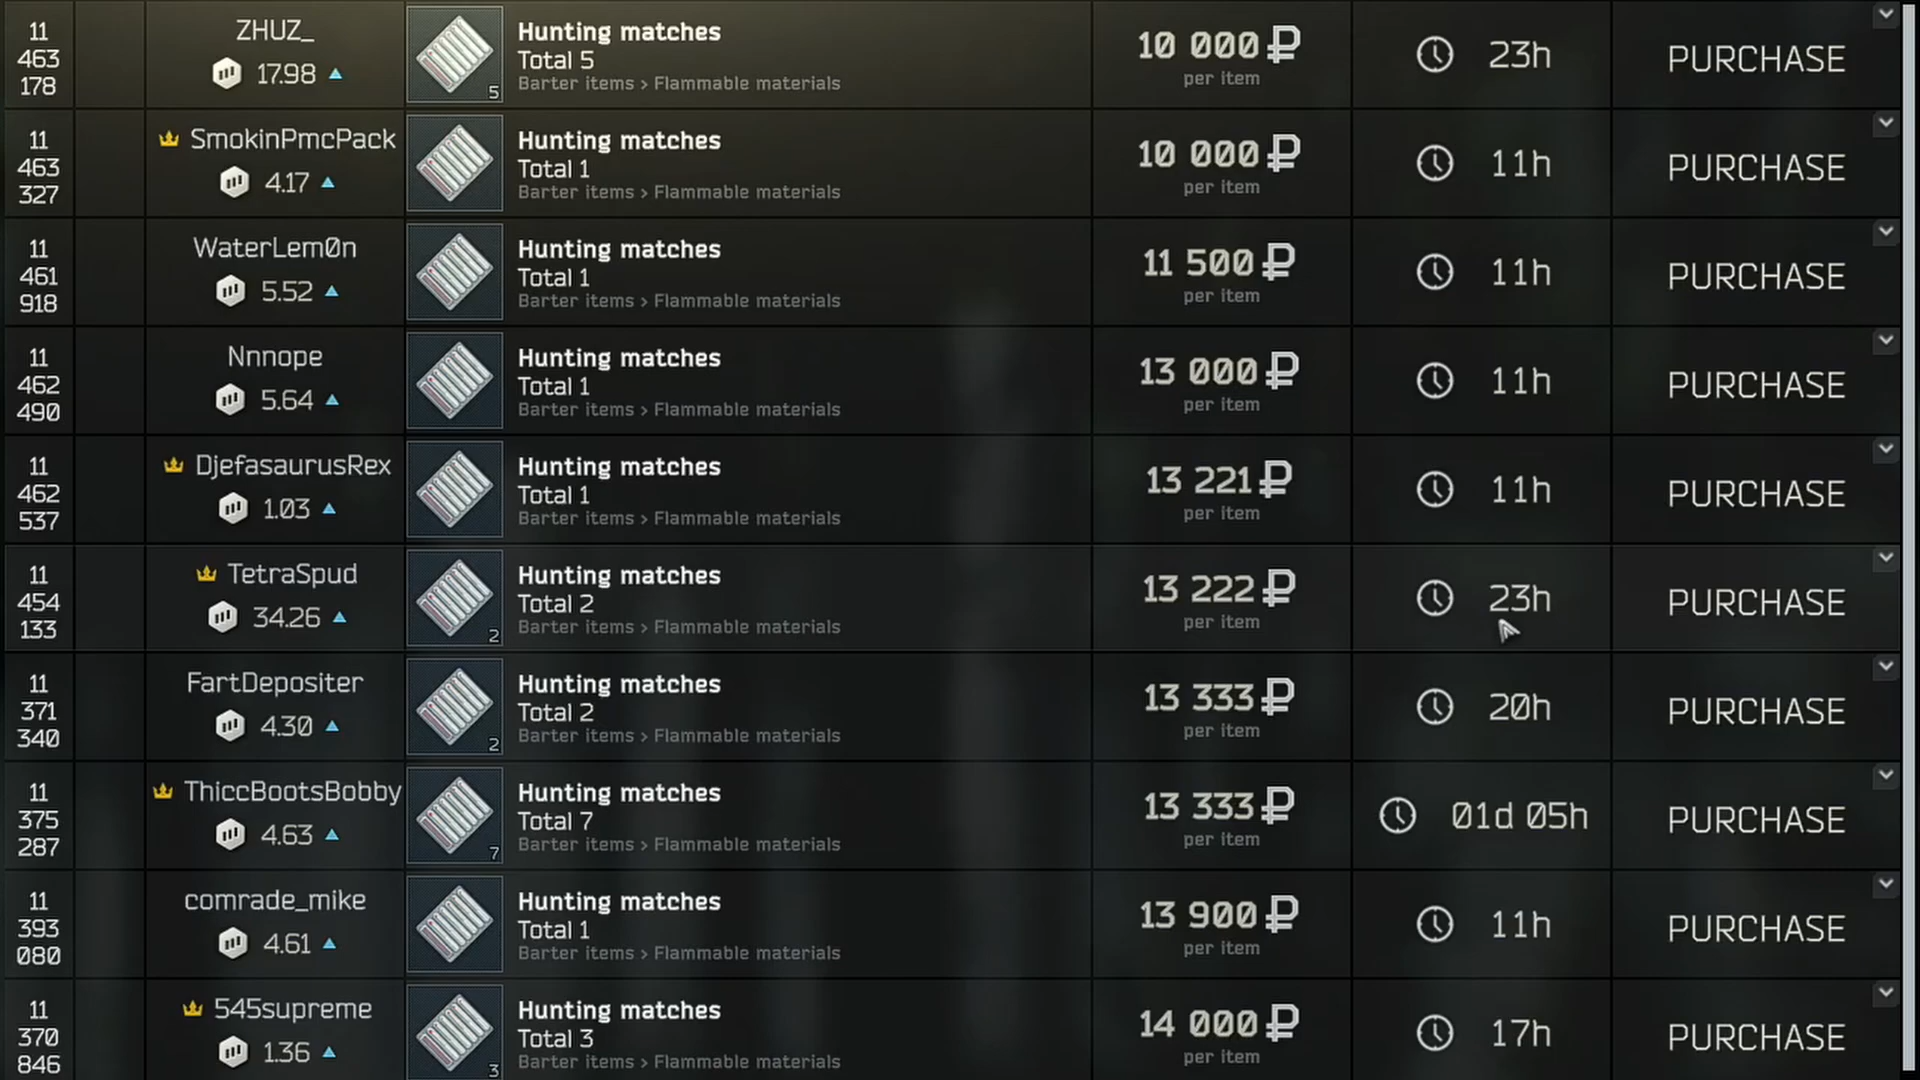 11 463 178
ZHUZ_
17.98
5
Hunting matches
Total 5
Barter items > Flammable materials
10 000 ₽
per item
23h
PURCHASE
11 463 327
SmokinPmcPack
4.17
Hunting matches
Total 1
Barter items > Flammable materials
10 000 ₽
per item
11h
PURCHASE
11 461 918
WaterLem0n
5.52
Hunting matches
Total 1
Barter items > Flammable materials
11 500 ₽
per item
11h
PURCHASE
11 462 490
Nnnope
5.64
Hunting matches
Total 1
Barter items > Flammable materials
13 000 ₽
per item
11h
PURCHASE
11 462 537
DjefasaurusRex
1.03
Hunting matches
Total 1
Barter items > Flammable materials
13 221 ₽
per item
11h
PURCHASE
11 454 133
TetraSpud
34.26
2
Hunting matches
Total 2
Barter items > Flammable materials
13 222 ₽
per item
23h
PURCHASE
11 371 340
FartDepositer
4.30
2
Hunting matches
Total 2
Barter items > Flammable materials
13 333 ₽
per item
20h
PURCHASE
11 375 287
ThiccBootsBobby
4.63
7
Hunting matches
Total 7
Barter items > Flammable materials
13 333 ₽
per item
01d 05h
PURCHASE
11 393 080
comrade_mike
4.61
Hunting matches
Total 1
Barter items > Flammable materials
13 900 ₽
per item
11h
PURCHASE
11 370 846
545supreme
1.36
3
Hunting matches
Total 3
Barter items > Flammable materials
14 000 ₽
per item
17h
PURCHASE